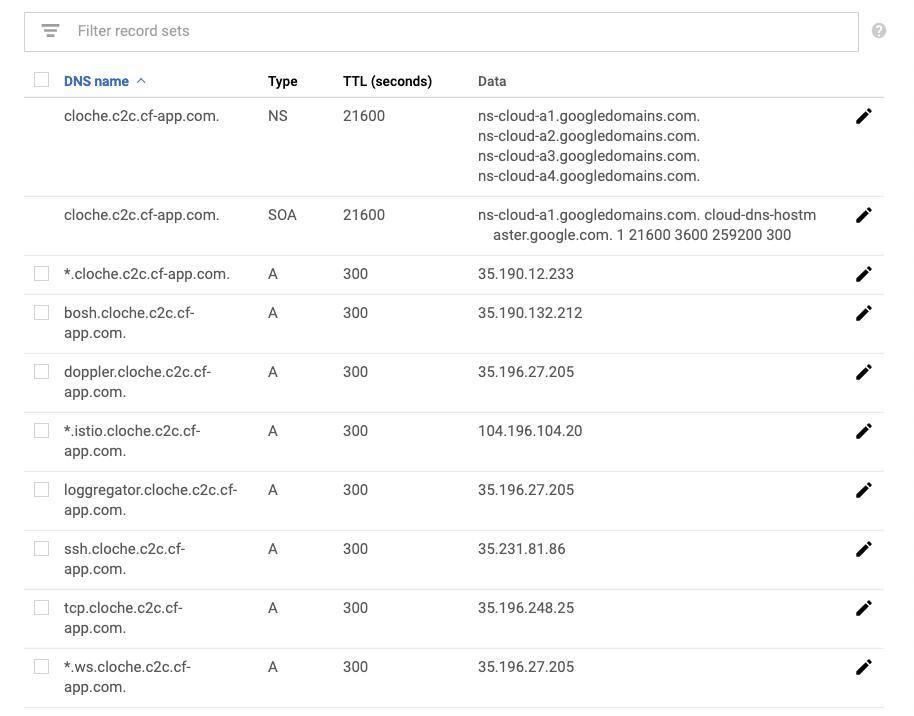 Filter record sets
?
DNS name Type TTL (seconds) Data
cloche.c2c.cf-app.com. NS 21600 ns-cloud-a1.googledomains.com.
ns-cloud-a2.googledomains.com.
ns-cloud-a3.googledomains.com.
ns-cloud-a4.googledomains.com.
cloche.c2c.cf-app.com. SOA 21600 ns-cloud-a1.googledomains.com. cloud-dns-hostm
aster.google.com. 1 21600 3600 259200 300
*.cloche.c2c.cf-app.com. A 300 35.190.12.233
bosh.cloche.c2c.cf- A 300 35.190.132.212
app.com.
doppler.cloche.c2c.cf- A 300 35.196.27.205
app.com.
*.istio.cloche.c2c.cf- A 300 104.196.104.20
app.com.
loggregator.cloche.c2c.cf- A 300 35.196.27.205
app.com.
ssh.cloche.c2c.cf- A 300 35.231.81.86
app.com.
tcp.cloche.c2c.cf- A 300 35.196.248.25
app.com.
*.ws.cloche.c2c.cf- A 300 35.196.27.205
app.com.